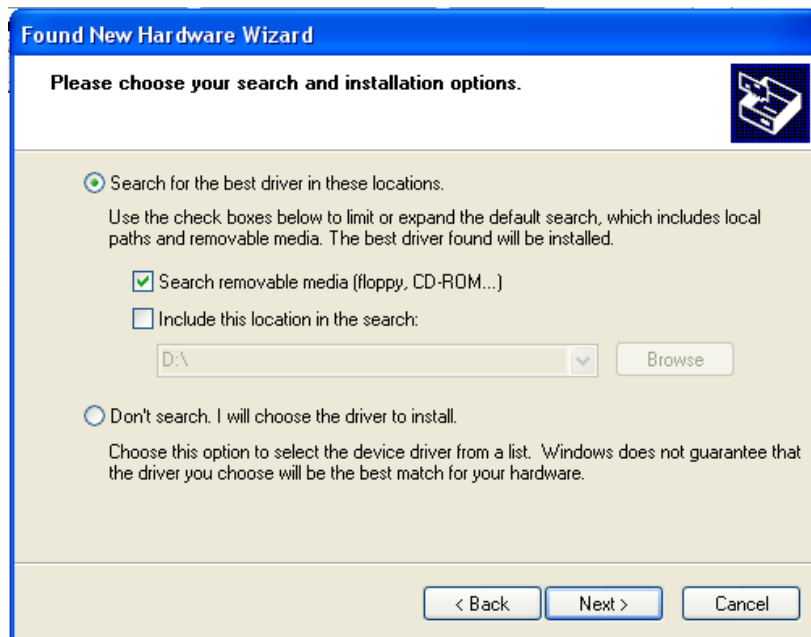 Found New Hardware Wizard
Please choose your search and installation options.
Search for the best driver in these locations.
Use the check boxes below to limit or expand the default search, which includes local
paths and removable media. The best driver found will be installed.
Search removable media (floppy, CD-ROM...)
Include this location in the search:
D:\
Browse
Don't search. I will choose the driver to install.
Choose this option to select the device driver from a list. Windows does not guarantee that
the driver you choose will be the best match for your hardware.
< Back
Next >
Cancel